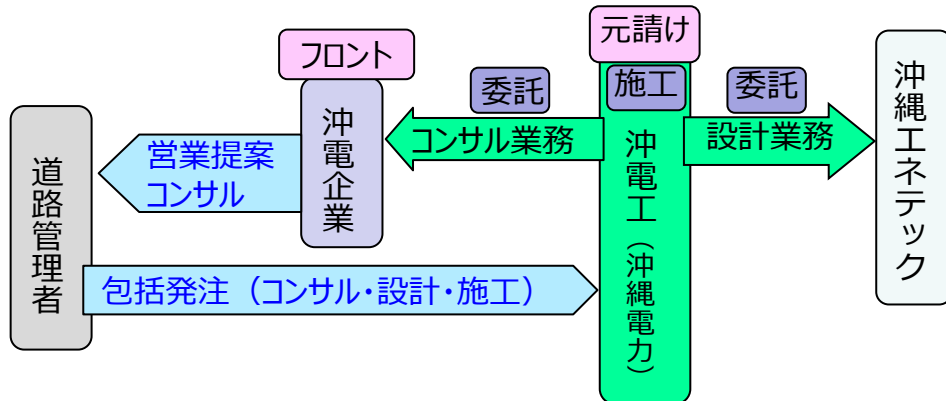 元請け
フロント
委託
施工
委託
沖縄エネテック
沖電企業
コンサル業務
設計業務
道路管理者
営業提案
コンサル
沖電工（沖縄電力）
包括発注（コンサル・設計・施工）